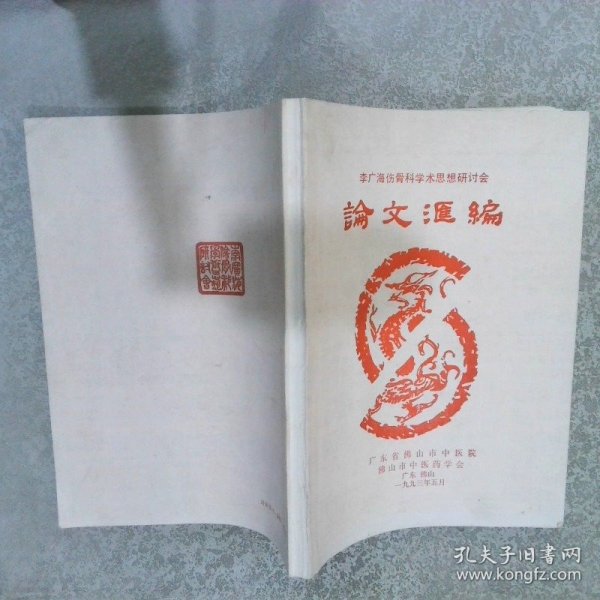 李广海伤骨科学术思想研讨会
論文滙編
广东省佛山市中医院
佛山市中医药学会
广东 佛山
一九九三年五月
孔夫子旧书网
www.kongfz.com